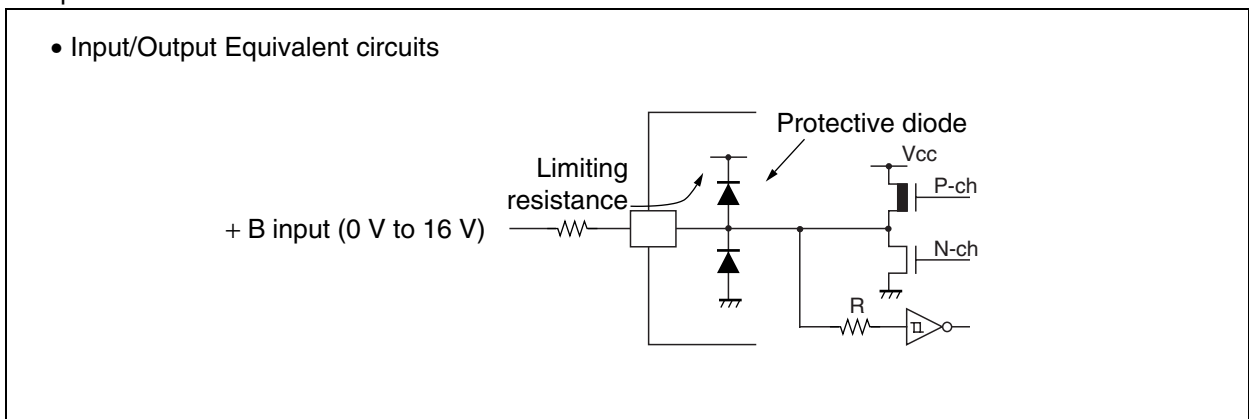 • Input/Output Equivalent circuits
Protective diode
Limiting
resistance
Vcc
P-ch
+ B input (0 V to 16 V)
N-ch
R